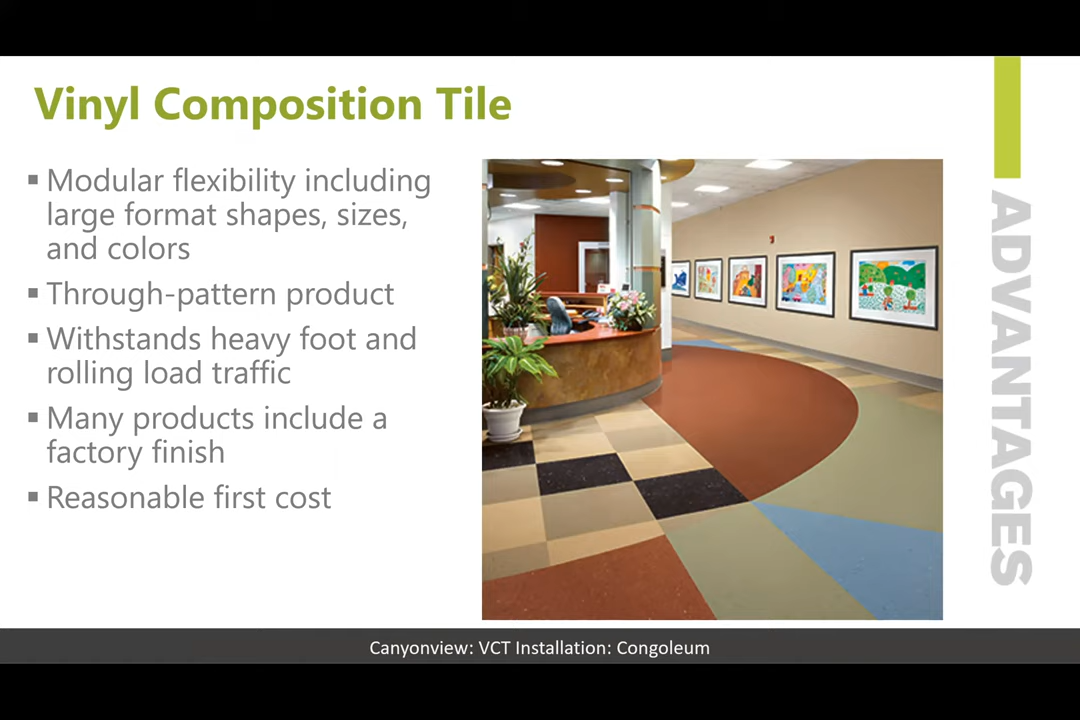 Vinyl Composition Tile
▪ Modular flexibility including
large format shapes, sizes,
and colors
▪ Through-pattern product
▪ Withstands heavy foot and
rolling load traffic
▪ Many products include a
factory finish
▪ Reasonable first cost
ADVANTAGES
Canyonview: VCT Installation: Congoleum